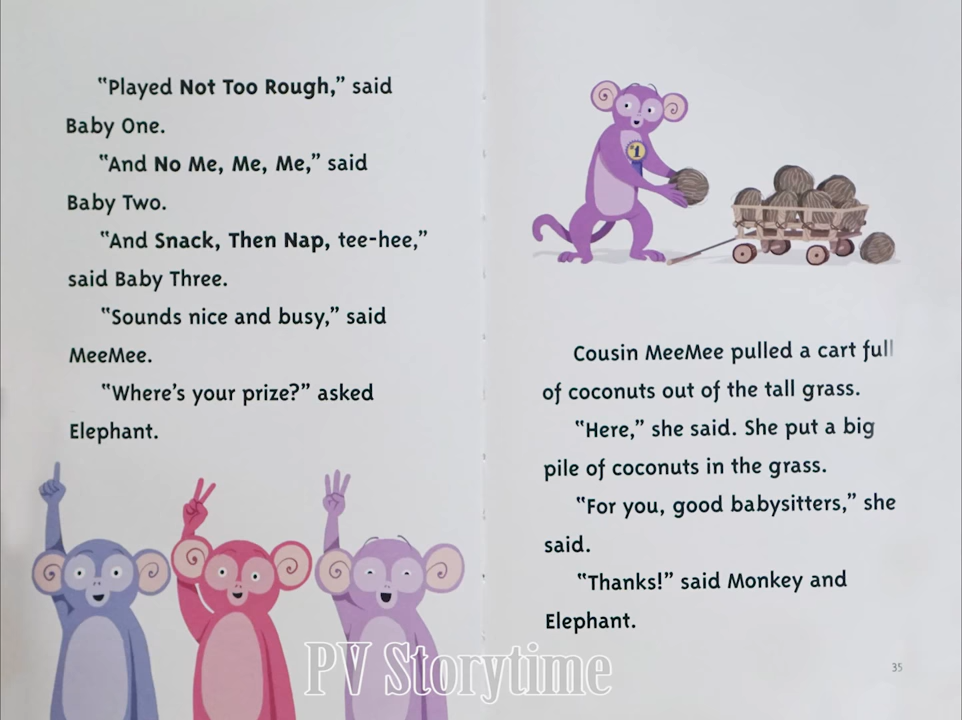 “Played Not Too Rough,” said
Baby One.
“And No Me, Me, Me,” said
Baby Two.
“And Snack, Then Nap, tee-hee,”
said Baby Three.
“Sounds nice and busy,” said
MeeMee.
“Where’s your prize?” asked
Elephant.
#1
Cousin MeeMee pulled a cart full
of coconuts out of the tall grass.
“Here,” she said. She put a big
pile of coconuts in the grass.
“For you, good babysitters,” she
said.
“Thanks!” said Monkey and
Elephant.
35
PV Storytime